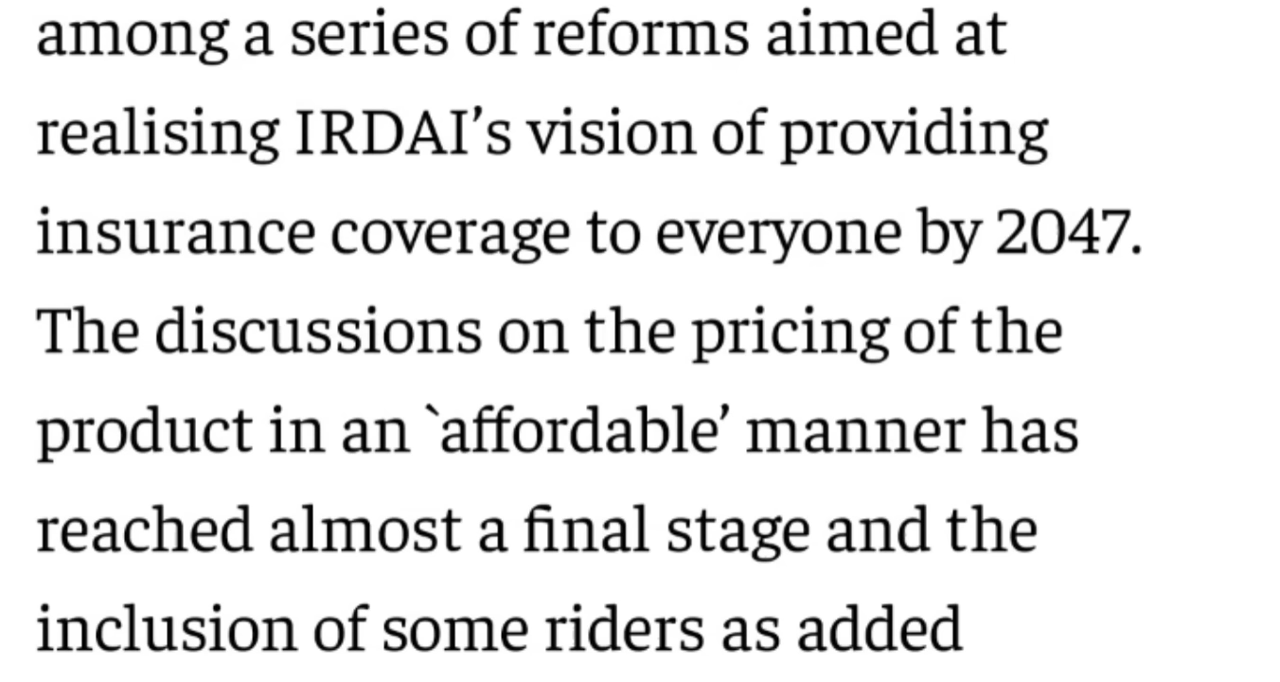 among a series of reforms aimed at
realising IRDAI’s vision of providing
insurance coverage to everyone by 2047.
The discussions on the pricing of the
product in an `affordable’ manner has
reached almost a final stage and the
inclusion of some riders as added